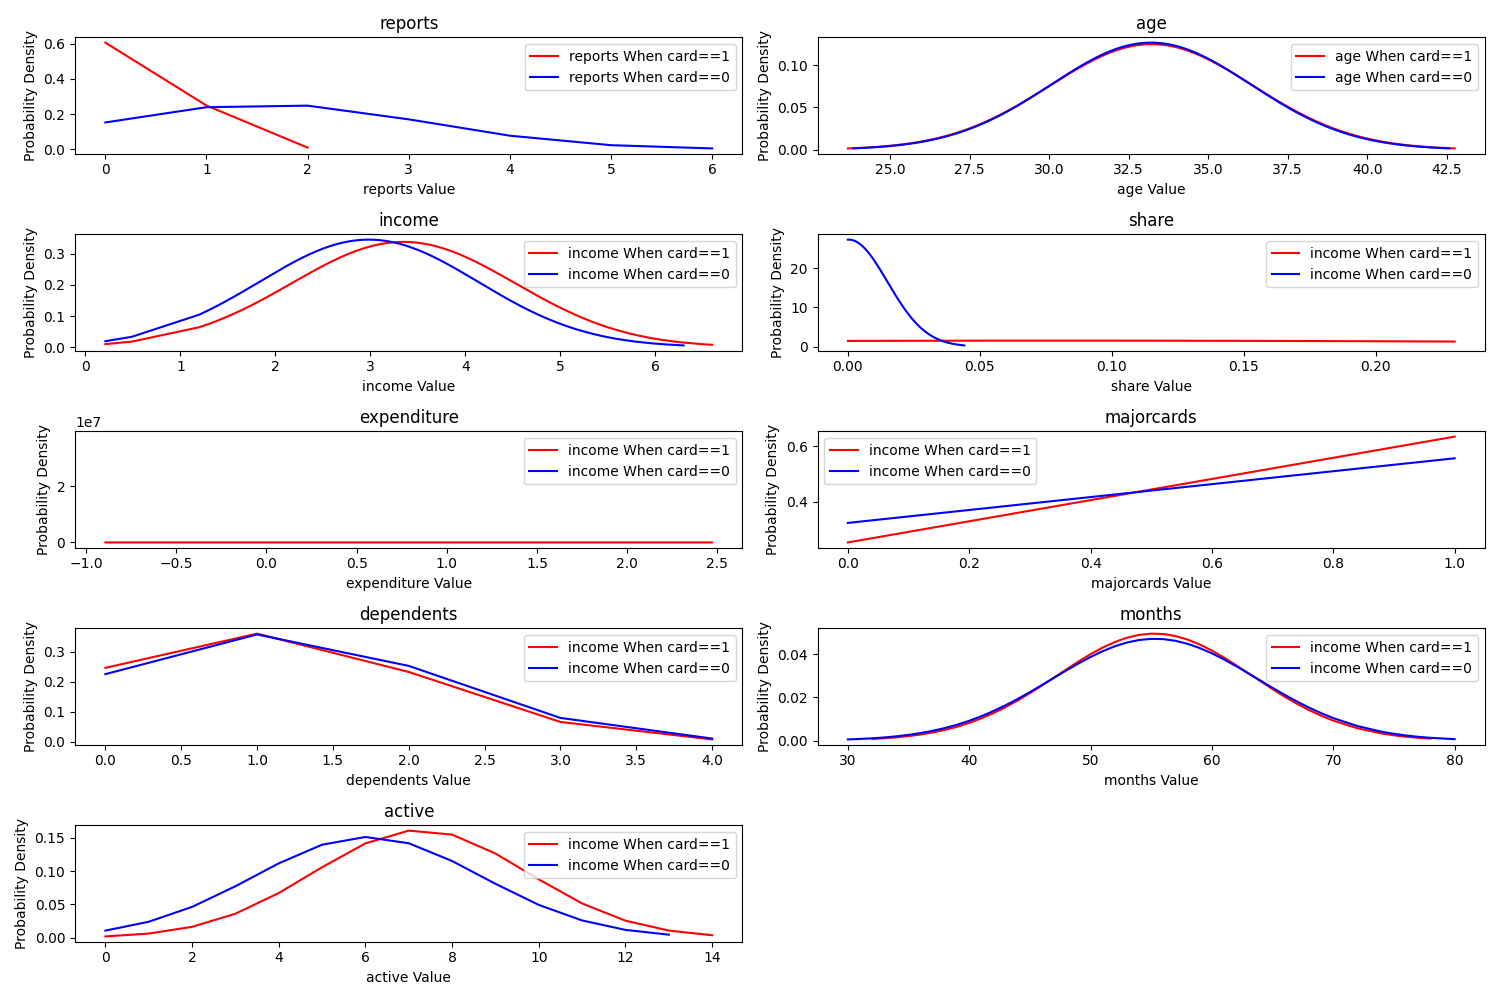 reports
Probability Density
0.6
0.4
0.2
0.0
reports When card==1
reports When card==0
0 1 2 3 4 5 6
reports Value
age
Probability Density
0.10
0.05
0.00
age When card==1
age When card==0
25.0 27.5 30.0 32.5 35.0 37.5 40.0 42.5
age Value
income
Probability Density
0.3
0.2
0.1
0.0
income When card==1
income When card==0
0 1 2 3 4 5 6
income Value
share
Probability Density
20
10
0
income When card==1
income When card==0
0.00 0.05 0.10 0.15 0.20
share Value
expenditure
1e7
Probability Density
2
0
income When card==1
income When card==0
−1.0 −0.5 0.0 0.5 1.0 1.5 2.0 2.5
expenditure Value
majorcards
Probability Density
0.6
0.4
income When card==1
income When card==0
0.0 0.2 0.4 0.6 0.8 1.0
majorcards Value
dependents
Probability Density
0.3
0.2
0.1
0.0
income When card==1
income When card==0
0.0 0.5 1.0 1.5 2.0 2.5 3.0 3.5 4.0
dependents Value
months
Probability Density
0.04
0.02
0.00
income When card==1
income When card==0
30 40 50 60 70 80
months Value
active
Probability Density
0.15
0.10
0.05
0.00
income When card==1
income When card==0
0 2 4 6 8 10 12 14
active Value